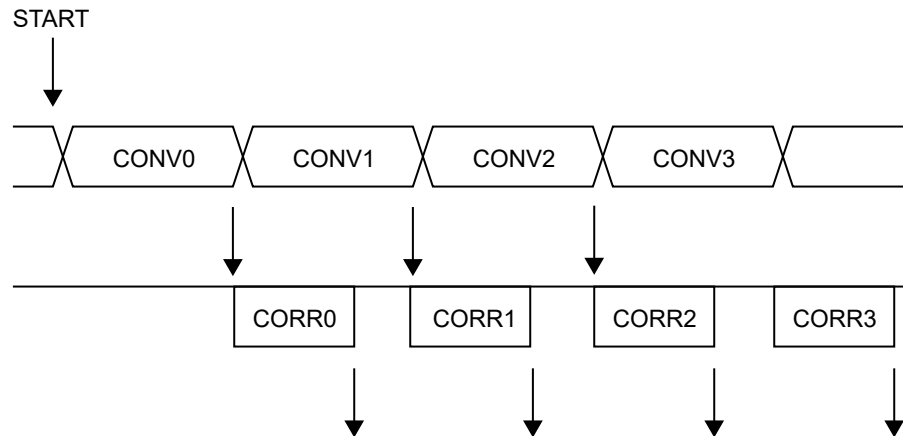 START
CONV0 CONV1 CONV2 CONV3
CORR0 CORR1 CORR2 CORR3